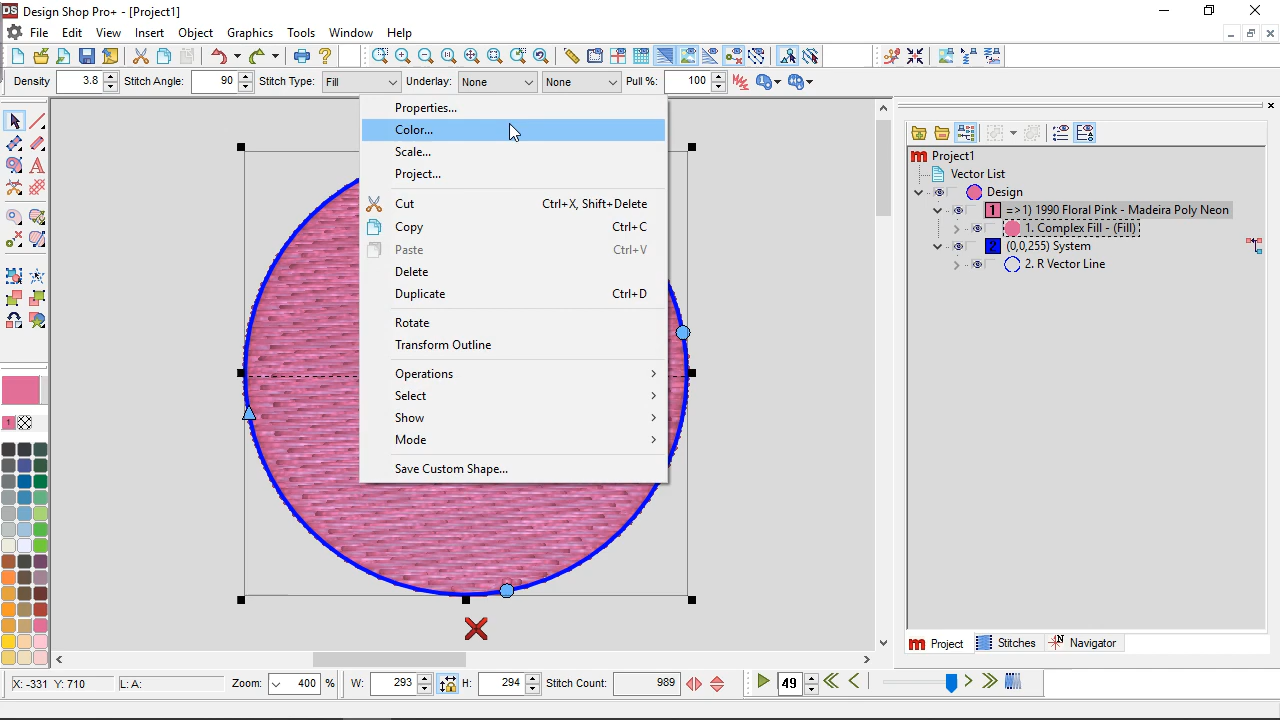 DS Design Shop Pro+ - [Project1]
File Edit View Insert Object Graphics Tools Window Help
Density 3.8 Stitch Angle: 90 Stitch Type: Fill Underlay: None None Pull %: 100
Properties...
Color...
Scale...
Project...
Cut Ctrl+X, Shift+Delete
Copy Ctrl+C
Paste Ctrl+V
Delete
Duplicate Ctrl+D
Rotate
Transform Outline
Operations
Select
Show
Mode
Save Custom Shape...
1
Project1
Vector List
Design
1 =>1) 1990 Floral Pink - Madeira Poly Neon
1. Complex Fill - (Fill)
2 (0,0,255) System
2. R Vector Line
Project Stitches Navigator
X: -331 Y: 710 L: A: Zoom: 400 % W: 293 H: 294 Stitch Count: 989 49